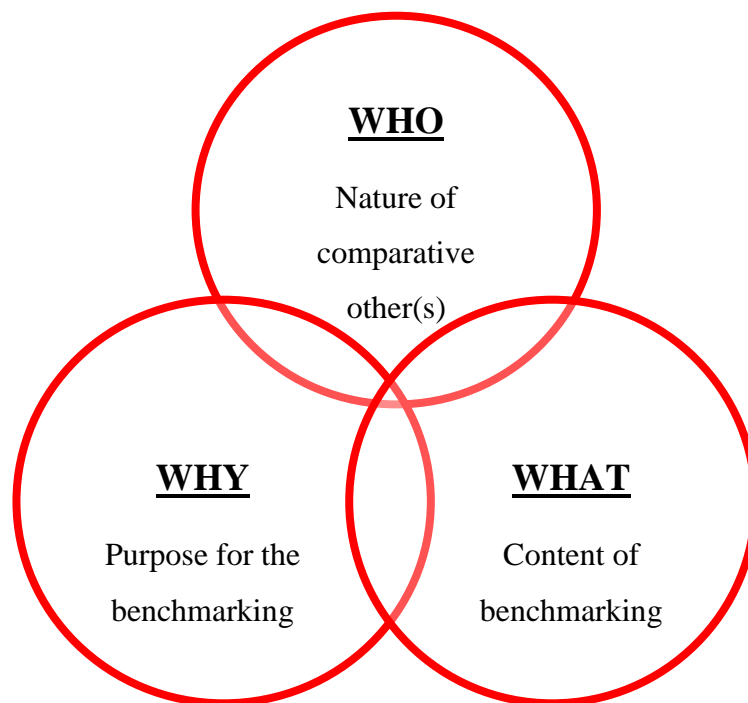 WHO
Nature of
comparative
other(s)
WHY
Purpose for the
benchmarking
WHAT
Content of
benchmarking